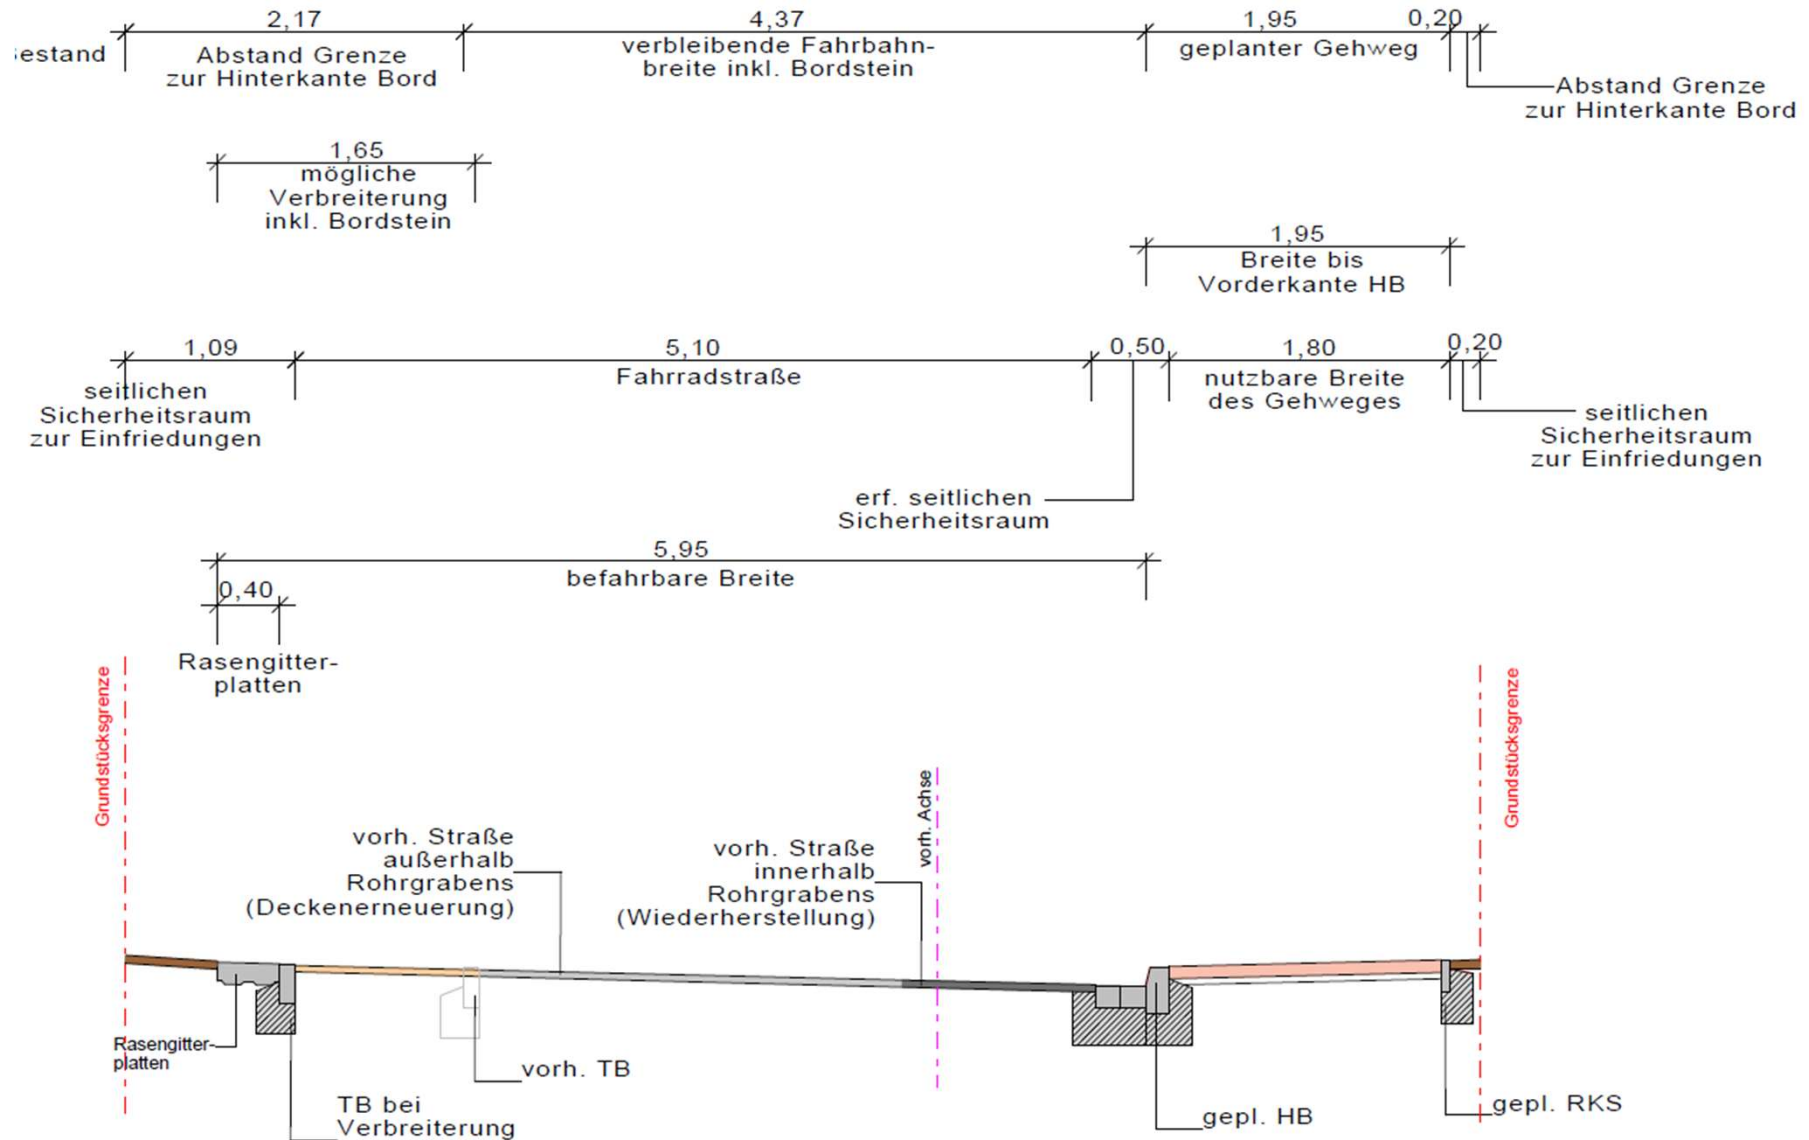 2,17
4,37
1,95
0,20
estand
Abstand Grenze
zur Hinterkante Bord
verbleibende Fahrbahn-
breite inkl. Bordstein
geplanter Gehweg
Abstand Grenze
zur Hinterkante Bord
1,65
mögliche
Verbreiterung
inkl. Bordstein
1,95
Breite bis
Vorderkante HB
1,09
5,10
0,50
1,80
0,20
seitlichen
Sicherheitsraum
zur Einfriedungen
Fahrradstraße
nutzbare Breite
des Gehweges
seitlichen
Sicherheitsraum
zur Einfriedungen
erf. seitlichen
Sicherheitsraum
5,95
befahrbare Breite
0,40
Rasengitter-
platten
Grundstücksgrenze
vorh. Straße
außerhalb
Rohrgrabens
(Deckenerneuerung)
vorh. Straße
innerhalb
Rohrgrabens
(Wiederherstellung)
vorh. Achse
Grundstücksgrenze
Rasengitter-
platten
TB bei
Verbreiterung
vorh. TB
gepl. HB
gepl. RKS